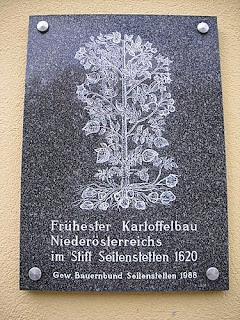 Frühester Kartoffelbau
Niederösterreichs
im Stift Seitenstetten 1620
Gew. Bauernbund Seitenstetten 1988